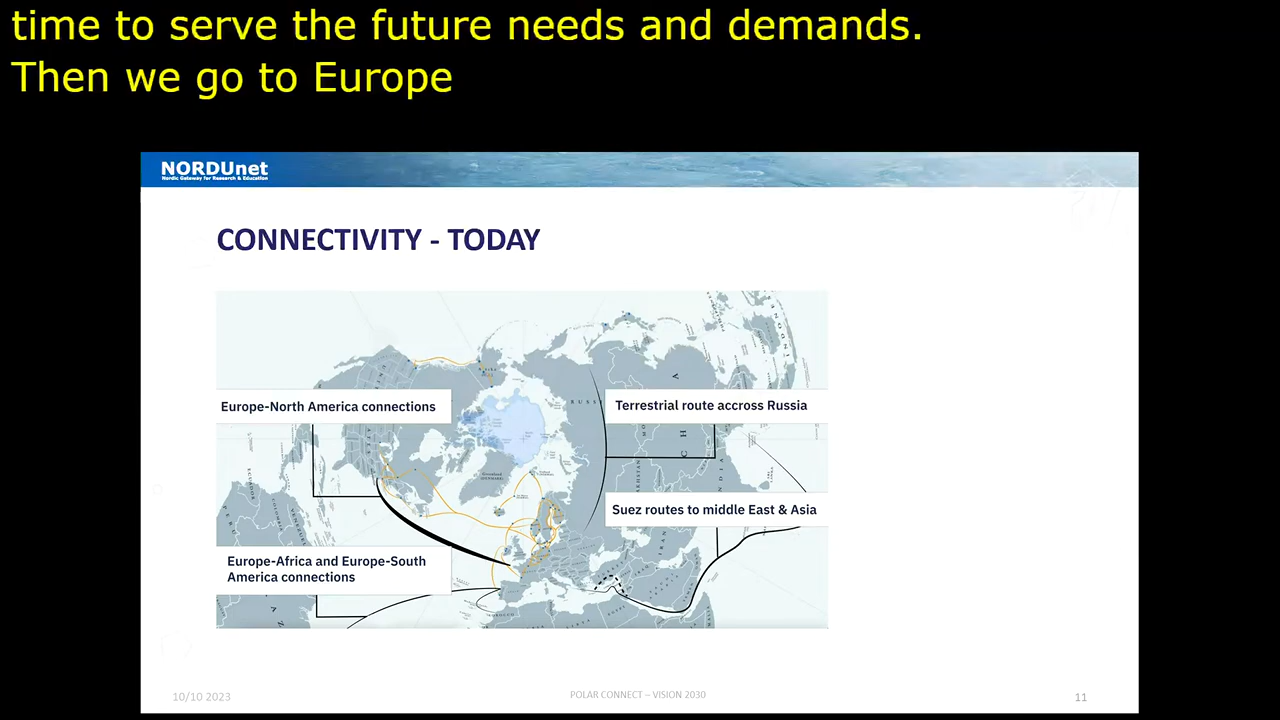 time to serve the future needs and demands.
Then we go to Europe
NORDUnet
Nordic Gateway for Research & Education
CONNECTIVITY - TODAY
Europe-North America connections
Terrestrial route accross Russia
Suez routes to middle East & Asia
Europe-Africa and Europe-South
America connections
10/10 2023
POLAR CONNECT – VISION 2030
11